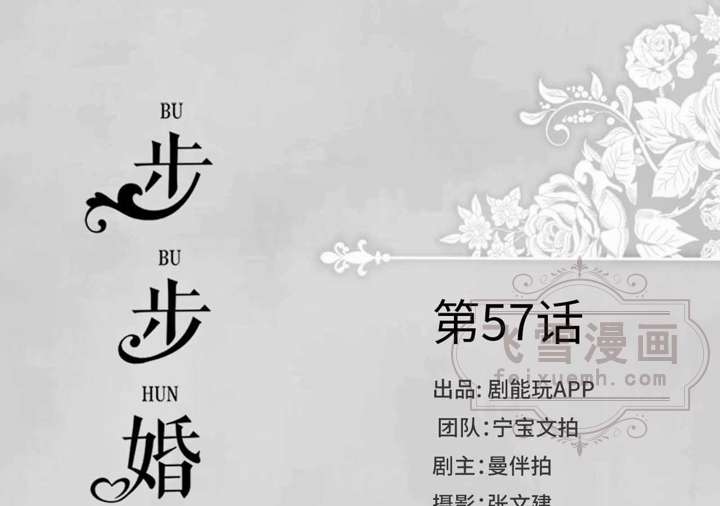 BU
步
BU
步
HUN
婚
第57话
飞雪漫画
feixuemh.com
出品: 剧能玩APP
团队: 宁宝文拍
剧主: 曼伴拍
摄影: 张文建